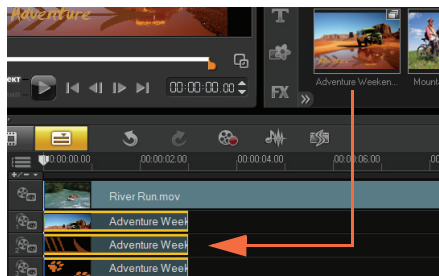 Adventure
ект
00:00:00.00
T
FX
Adventure Weeken...
Mount
00:00:00.00
00:00:02.00
00:00:04.00
00:00:06.00
River Run.mov
Adventure Week
Adventure Week
Adventure Week